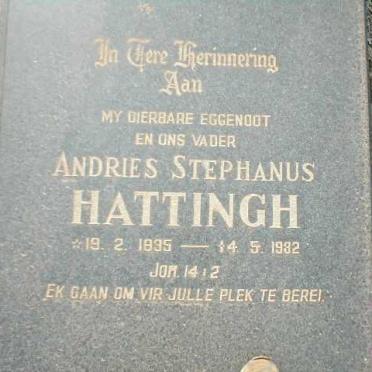 In Tere Herinnering
Aan
MY DIERBARE EGGENOOT
EN ONS VADER
ANDRIES STEPHANUS
HATTINGH
☆19. 2. 1935 — ‡4. 5. 1982
JOH. 14:2
EK GAAN OM VIR JULLE PLEK TE BEREI.